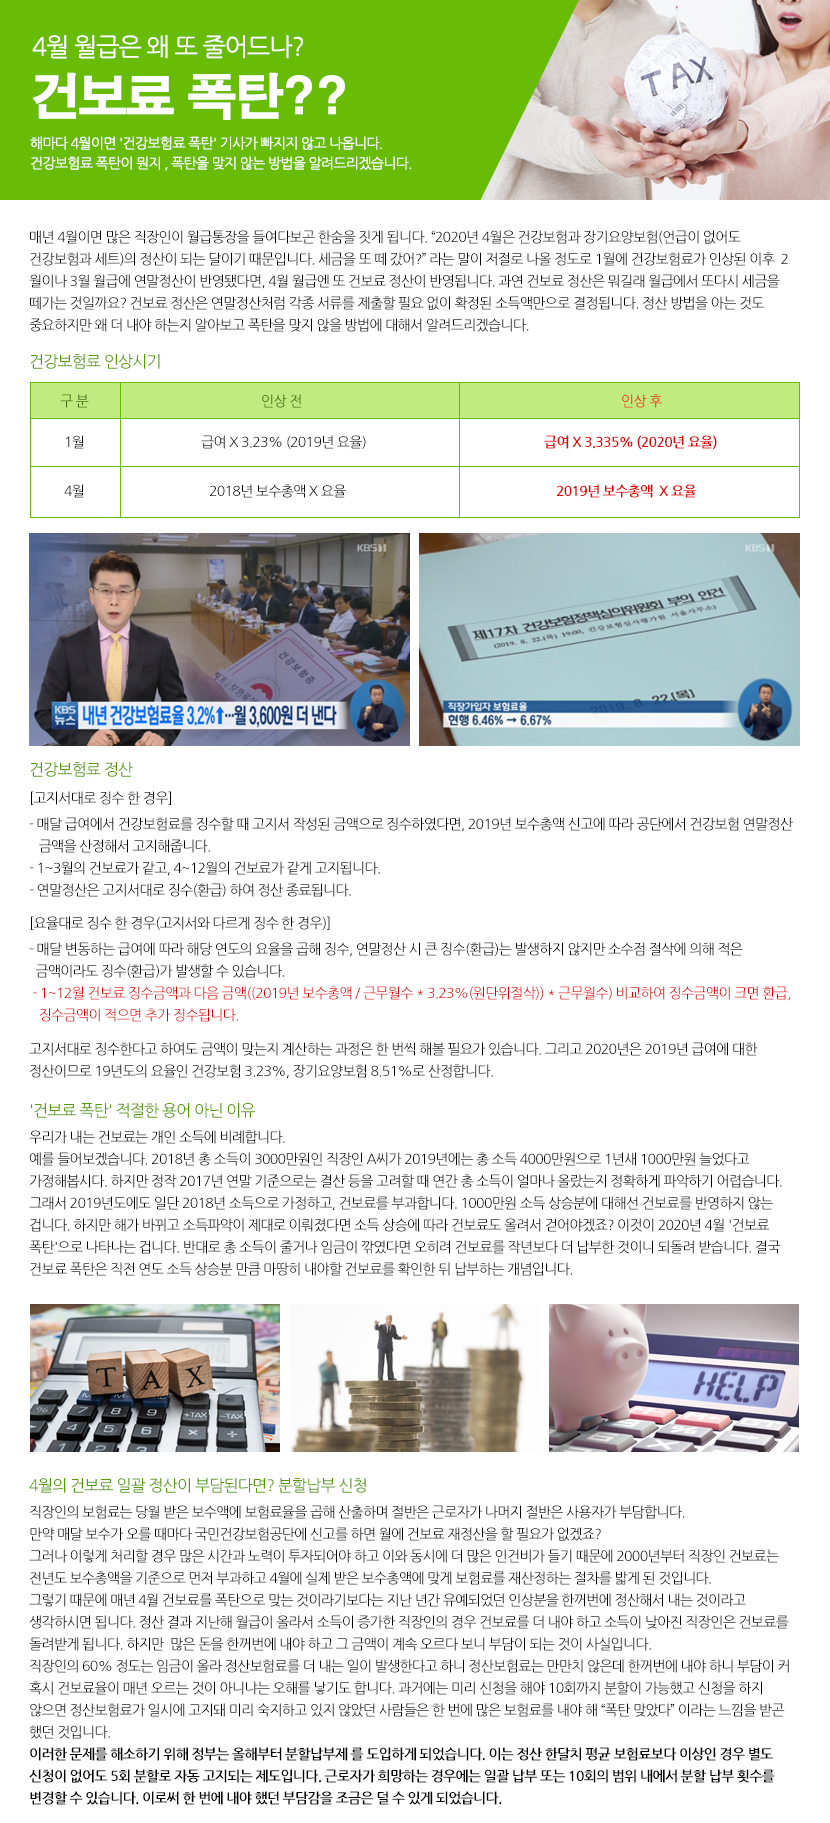 4월 월급은 왜 또 줄어드나?
건보료 폭탄??
해마다 4월이면 '건강보험료 폭탄' 기사가 빠지지 않고 나옵니다.
건강보험료 폭탄이 뭔지 , 폭탄을 맞지 않는 방법을 알려드리겠습니다.
TAX
매년 4월이면 많은 직장인이 월급통장을 들여다보곤 한숨을 짓게 됩니다. “2020년 4월은 건강보험과 장기요양보험(언급이 없어도
건강보험과 세트)의 정산이 되는 달이기 때문입니다. 세금을 또 떼 갔어?” 라는 말이 저절로 나올 정도로 1월에 건강보험료가 인상된 이후 2
월이나 3월 월급에 연말정산이 반영됐다면, 4월 월급엔 또 건보료 정산이 반영됩니다. 과연 건보료 정산은 뭐길래 월급에서 또다시 세금을
떼가는 것일까요? 건보료 정산은 연말정산처럼 각종 서류를 제출할 필요 없이 확정된 소득액만으로 결정됩니다. 정산 방법을 아는 것도
중요하지만 왜 더 내야 하는지 알아보고 폭탄을 맞지 않을 방법에 대해서 알려드리겠습니다.
건강보험료 인상시기
구 분 인상 전 인상 후
1월 급여 X 3.23% (2019년 요율) 급여 X 3.335% (2020년 요율)
4월 2018년 보수총액 X 요율 2019년 보수총액 X 요율
KBS1
건강보험증
KBS 뉴스 내년 건강보험료율 3.2%↑…월 3,600원 더 낸다
KBS1
제17차 건강보험정책심의위원회 부의 안건
(2019. 8. 22.(목) 19:00, 건강보험심사평가원 서울사무소)
2019. 8. 22.(목)
직장가입자 보험료율
현행 6.46% → 6.67%
건강보험료 정산
[고지서대로 징수 한 경우]
- 매달 급여에서 건강보험료를 징수할 때 고지서 작성된 금액으로 징수하였다면, 2019년 보수총액 신고에 따라 공단에서 건강보험 연말정산
금액을 산정해서 고지해줍니다.
- 1~3월의 건보료가 같고, 4~12월의 건보료가 같게 고지됩니다.
- 연말정산은 고지서대로 징수(환급) 하여 정산 종료됩니다.
[요율대로 징수 한 경우(고지서와 다르게 징수 한 경우)]
- 매달 변동하는 급여에 따라 해당 연도의 요율을 곱해 징수, 연말정산 시 큰 징수(환급)는 발생하지 않지만 소수점 절삭에 의해 적은
금액이라도 징수(환급)가 발생할 수 있습니다.
- 1~12월 건보료 징수금액과 다음 금액((2019년 보수총액 / 근무월수 * 3.23%(원단위절삭)) * 근무월수) 비교하여 징수금액이 크면 환급,
징수금액이 적으면 추가 징수됩니다.
고지서대로 징수한다고 하여도 금액이 맞는지 계산하는 과정은 한 번씩 해볼 필요가 있습니다. 그리고 2020년은 2019년 급여에 대한
정산이므로 19년도의 요율인 건강보험 3.23%, 장기요양보험 8.51%로 산정합니다.
'건보료 폭탄' 적절한 용어 아닌 이유
우리가 내는 건보료는 개인 소득에 비례합니다.
예를 들어보겠습니다. 2018년 총 소득이 3000만원인 직장인 A씨가 2019년에는 총 소득 4000만원으로 1년새 1000만원 늘었다고
가정해봅시다. 하지만 정작 2017년 연말 기준으로는 결산 등을 고려할 때 연간 총 소득이 얼마나 올랐는지 정확하게 파악하기 어렵습니다.
그래서 2019년도에도 일단 2018년 소득으로 가정하고, 건보료를 부과합니다. 1000만원 소득 상승분에 대해선 건보료를 반영하지 않는
겁니다. 하지만 해가 바뀌고 소득파악이 제대로 이뤄졌다면 소득 상승에 따라 건보료도 올려서 걷어야겠죠? 이것이 2020년 4월 '건보료
폭탄'으로 나타나는 겁니다. 반대로 총 소득이 줄거나 임금이 깎였다면 오히려 건보료를 작년보다 더 납부한 것이니 되돌려 받습니다. 결국
건보료 폭탄은 직전 연도 소득 상승분 만큼 마땅히 내야할 건보료를 확인한 뒤 납부하는 개념입니다.
TAX
HELP
4월의 건보료 일괄 정산이 부담된다면? 분할납부 신청
직장인의 보험료는 당월 받은 보수액에 보험료율을 곱해 산출하며 절반은 근로자가 나머지 절반은 사용자가 부담합니다.
만약 매달 보수가 오를 때마다 국민건강보험공단에 신고를 하면 월에 건보료 재정산을 할 필요가 없겠죠?
그러나 이렇게 처리할 경우 많은 시간과 노력이 투자되어야 하고 이와 동시에 더 많은 인건비가 들기 때문에 2000년부터 직장인 건보료는
전년도 보수총액을 기준으로 먼저 부과하고 4월에 실제 받은 보수총액에 맞게 보험료를 재산정하는 절차를 밟게 된 것입니다.
그렇기 때문에 매년 4월 건보료를 폭탄으로 맞는 것이라기보다는 지난 년간 유예되었던 인상분을 한꺼번에 정산해서 내는 것이라고
생각하시면 됩니다. 정산 결과 지난해 월급이 올라서 소득이 증가한 직장인의 경우 건보료를 더 내야 하고 소득이 낮아진 직장인은 건보료를
돌려받게 됩니다. 하지만 많은 돈을 한꺼번에 내야 하고 그 금액이 계속 오르다 보니 부담이 되는 것이 사실입니다.
직장인의 60% 정도는 임금이 올라 정산보험료를 더 내는 일이 발생한다고 하니 정산보험료는 만만치 않은데 한꺼번에 내야 하니 부담이 커
혹시 건보료율이 매년 오르는 것이 아니냐는 오해를 낳기도 합니다. 과거에는 미리 신청을 해야 10회까지 분할이 가능했고 신청을 하지
않으면 정산보험료가 일시에 고지돼 미리 숙지하고 있지 않았던 사람들은 한 번에 많은 보험료를 내야 해 “폭탄 맞았다” 이라는 느낌을 받곤
했던 것입니다.
이러한 문제를 해소하기 위해 정부는 올해부터 분할납부제 를 도입하게 되었습니다. 이는 정산 한달치 평균 보험료보다 이상인 경우 별도
신청이 없어도 5회 분할로 자동 고지되는 제도입니다. 근로자가 희망하는 경우에는 일괄 납부 또는 10회의 범위 내에서 분할 납부 횟수를
변경할 수 있습니다. 이로써 한 번에 내야 했던 부담감을 조금은 덜 수 있게 되었습니다.